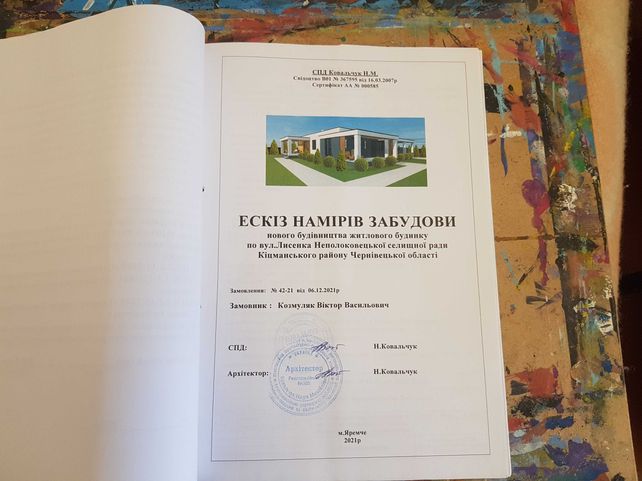 СПД Ковальчук Н.М.
Свідоцтво В01 № 367595 від 16.03.2007р
Сертифікат АА № 000585
ЕСКІЗ НАМІРІВ ЗАБУДОВИ
нового будівництва житлового будинку
по вул.Лисенка Неполоковецької селищної ради
Кіцманського району Чернівецької області
Замовлення: № 42-21 від 06.12.2021р
Замовник : Козмуляк Віктор Васильович
СПД: Н.Ковальчук
Архітектор
Архітектор: Н.Ковальчук
м.Яремче
2021р